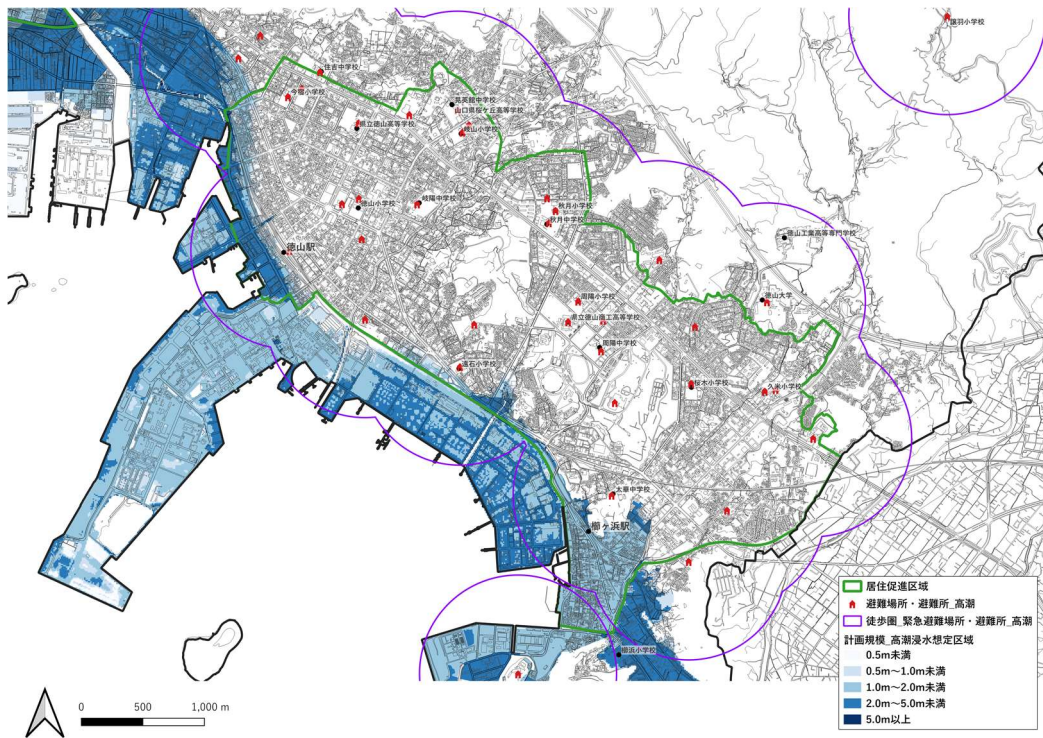 鼓羽小学校
住吉中学校
今宿小学校
晃英館中学校
山口県桜ケ丘高等学校
県立徳山高等学校
岐山小学校
岐陽中学校
徳山小学校
秋月小学校
秋月中学校
徳山工業高等専門学校
徳山駅
徳山大学
周陽小学校
県立徳山商工高等学校
周陽中学校
遠石小学校
桜木小学校
久米小学校
太華中学校
櫛ヶ浜駅
櫛浜小学校
居住促進区域
避難場所・避難所_高潮
徒歩圏_緊急避難場所・避難所_高潮
計画規模_高潮浸水想定区域
0.5m未満
0.5m～1.0m未満
1.0m～2.0m未満
2.0m～5.0m未満
5.0m以上
0 500 1,000 m